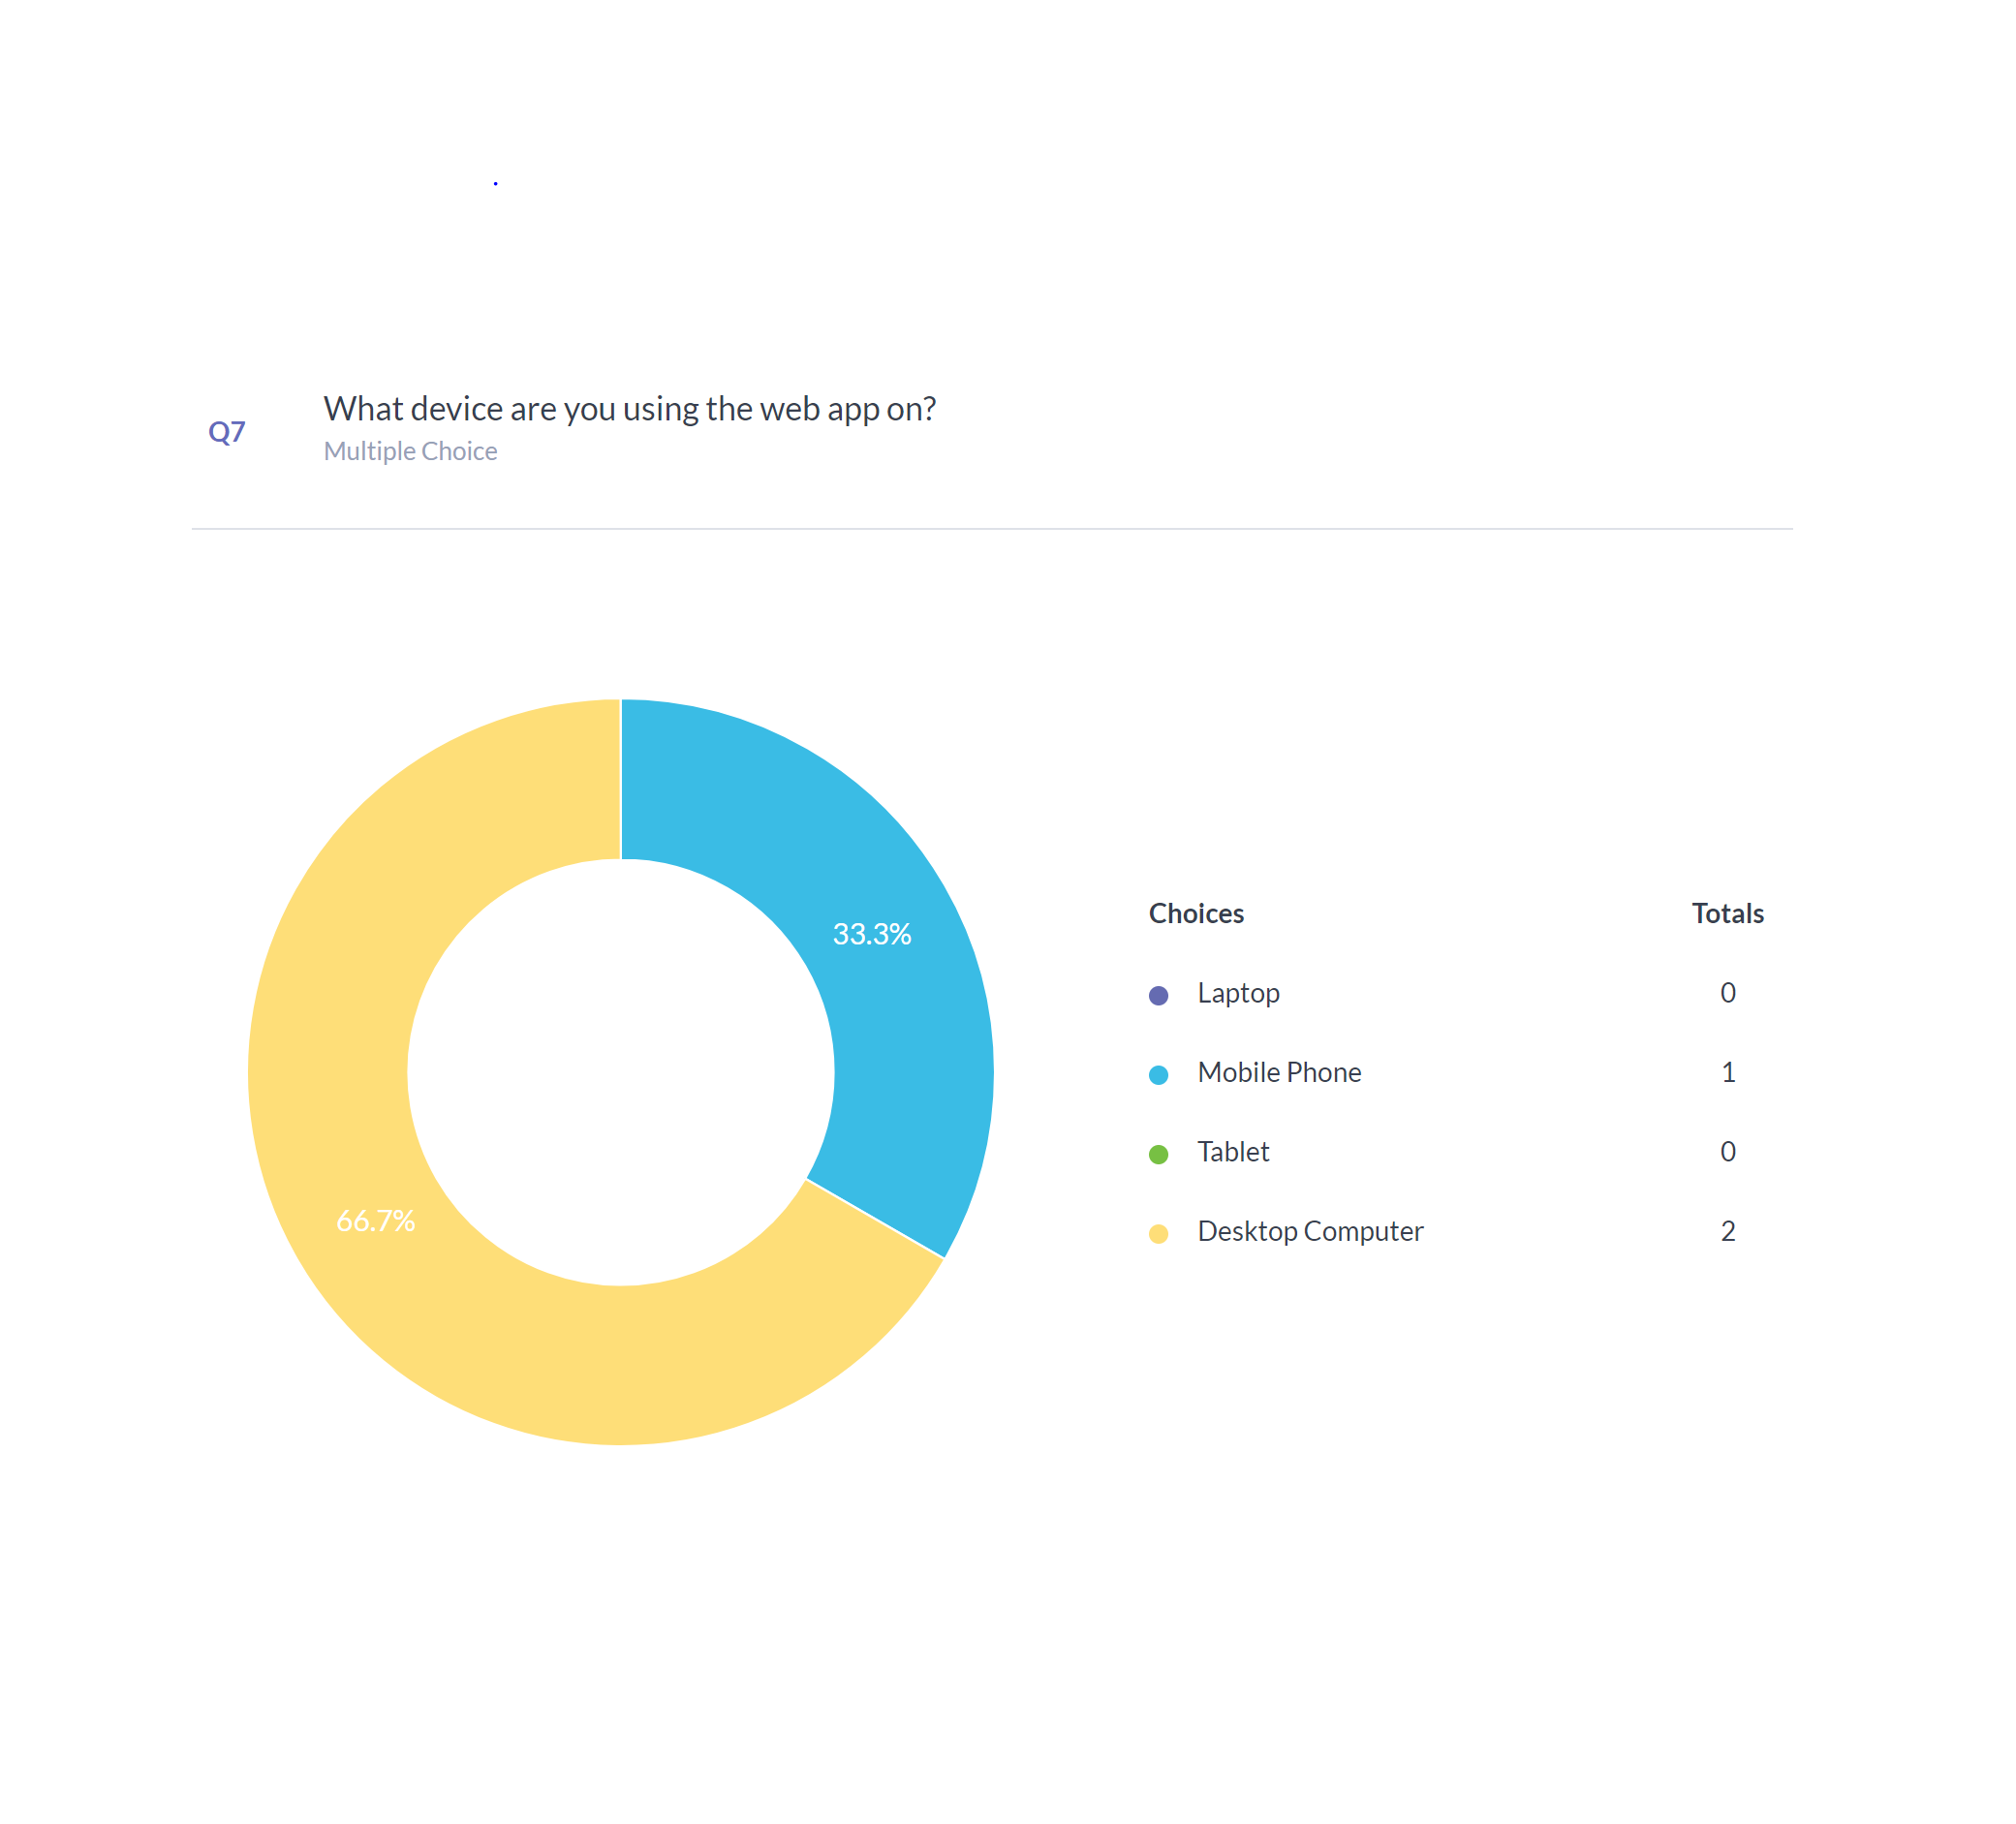 Q7
What device are you using the web app on?
Multiple Choice
33.3%
66.7%
Choices Totals
Laptop 0
Mobile Phone 1
Tablet 0
Desktop Computer 2